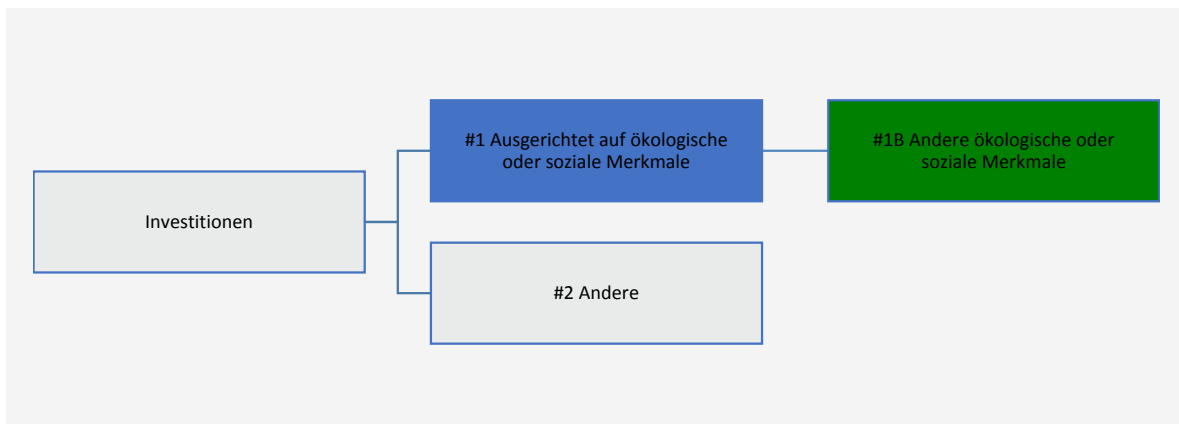 Investitionen
#1 Ausgerichtet auf ökologische
oder soziale Merkmale
#1B Andere ökologische oder
soziale Merkmale
#2 Andere